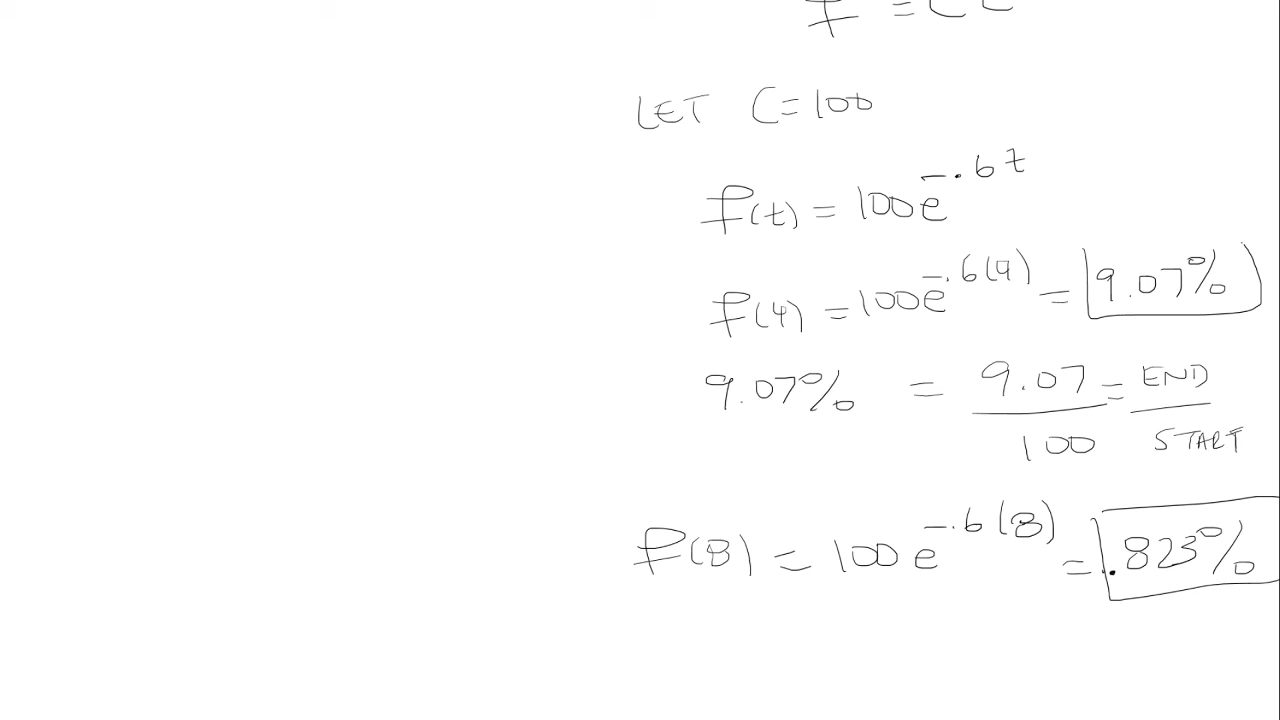 LET C=100
P(t) = 100e^-.6t
P(4) = 100e^-.6(4) = 9.07%
9.07% = 9.07/100 = END/START
P(8) = 100e^-.6(8) = .823%